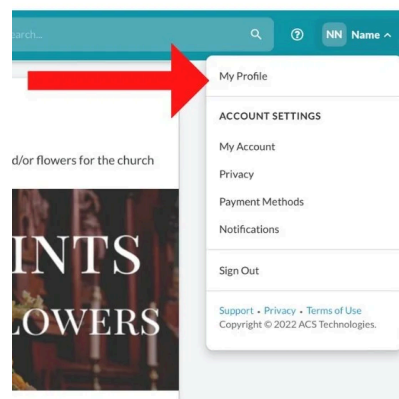 earch...
NN Name
My Profile
ACCOUNT SETTINGS
My Account
Privacy
Payment Methods
Notifications
Sign Out
Support • Privacy • Terms of Use
Copyright © 2022 ACS Technologies.
d/or flowers for the church
INTS
LOWERS